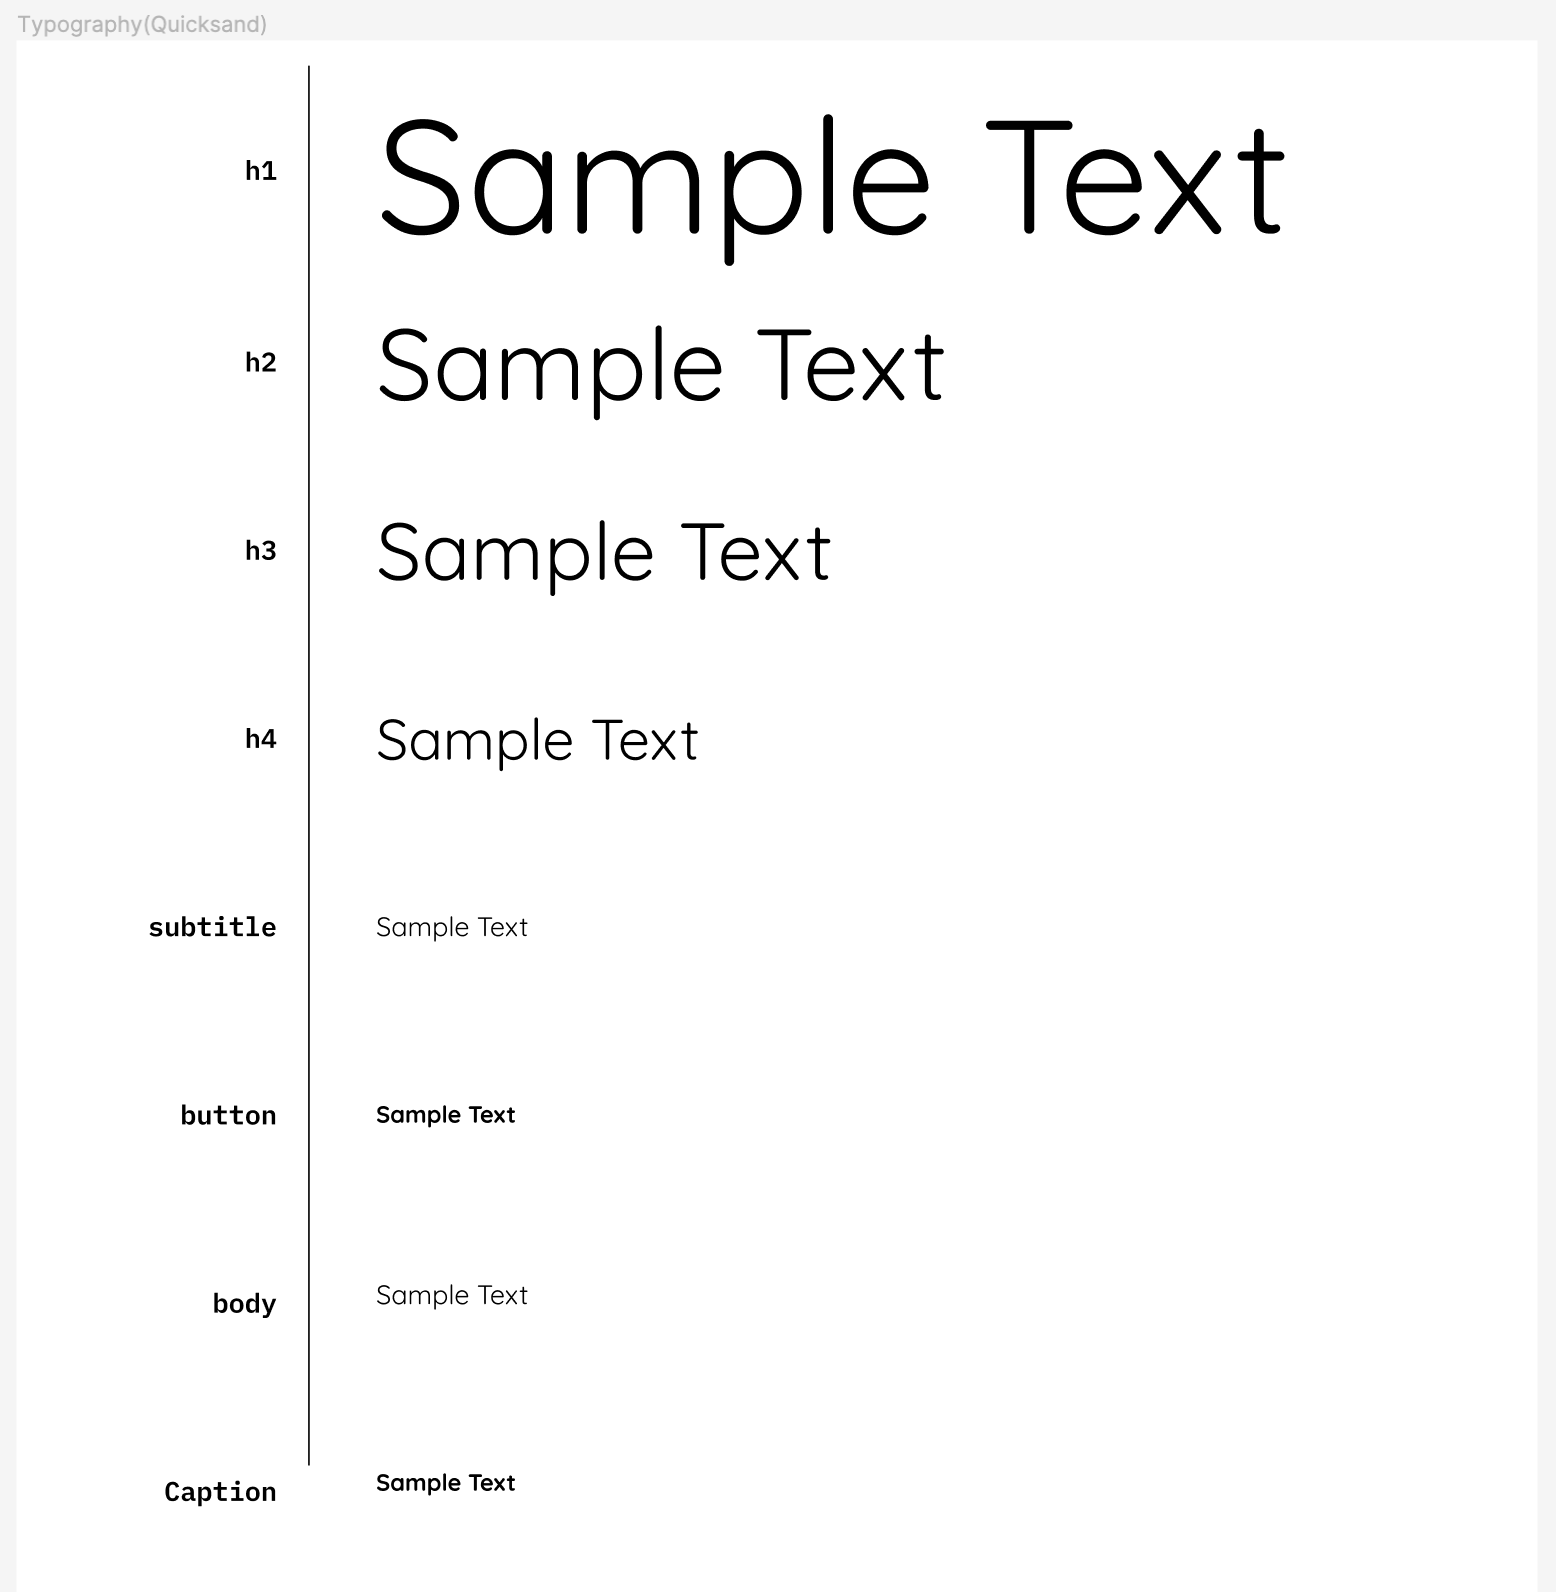 Typography(Quicksand)
h1 Sample Text
h2 Sample Text
h3 Sample Text
h4 Sample Text
subtitle Sample Text
button Sample Text
body Sample Text
Caption Sample Text